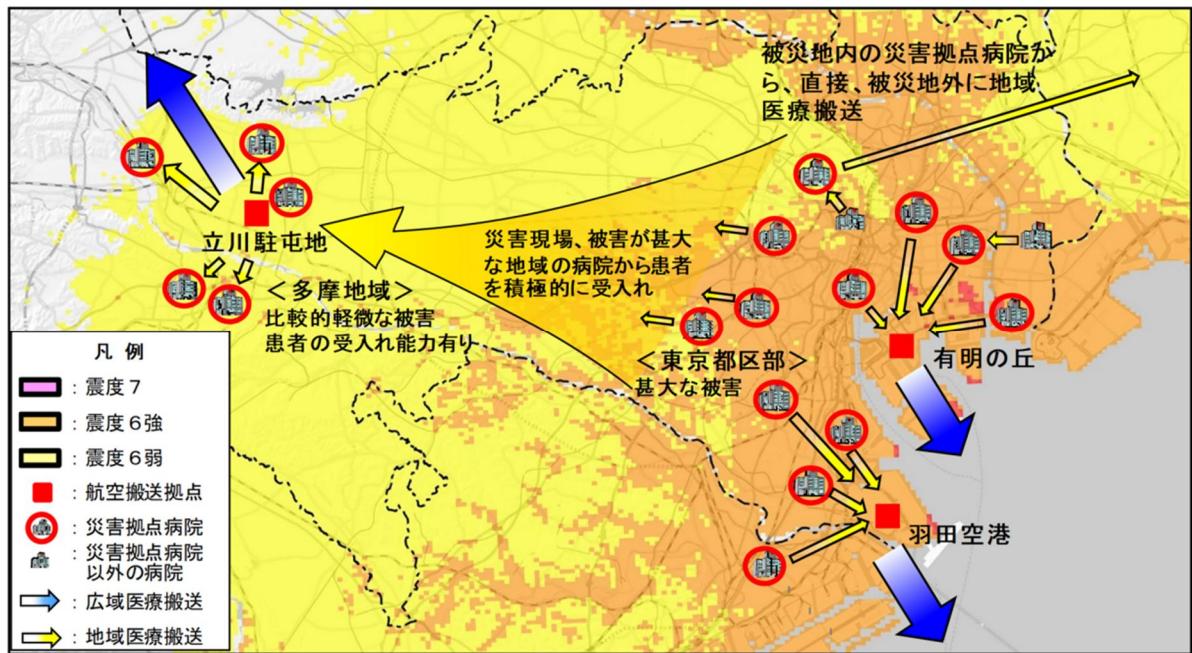 被災地内の災害拠点病院か
ら、直接、被災地外に地域
医療搬送
立川駐屯地
災害現場、被害が甚大
な地域の病院から患者
を積極的に受入れ
＜多摩地域＞
比較的軽微な被害
患者の受入れ能力有り
＜東京都区部＞
甚大な被害
有明の丘
羽田空港
凡 例
：震度７
：震度６強
：震度６弱
：航空搬送拠点
：災害拠点病院
：災害拠点病院
以外の病院
：広域医療搬送
：地域医療搬送